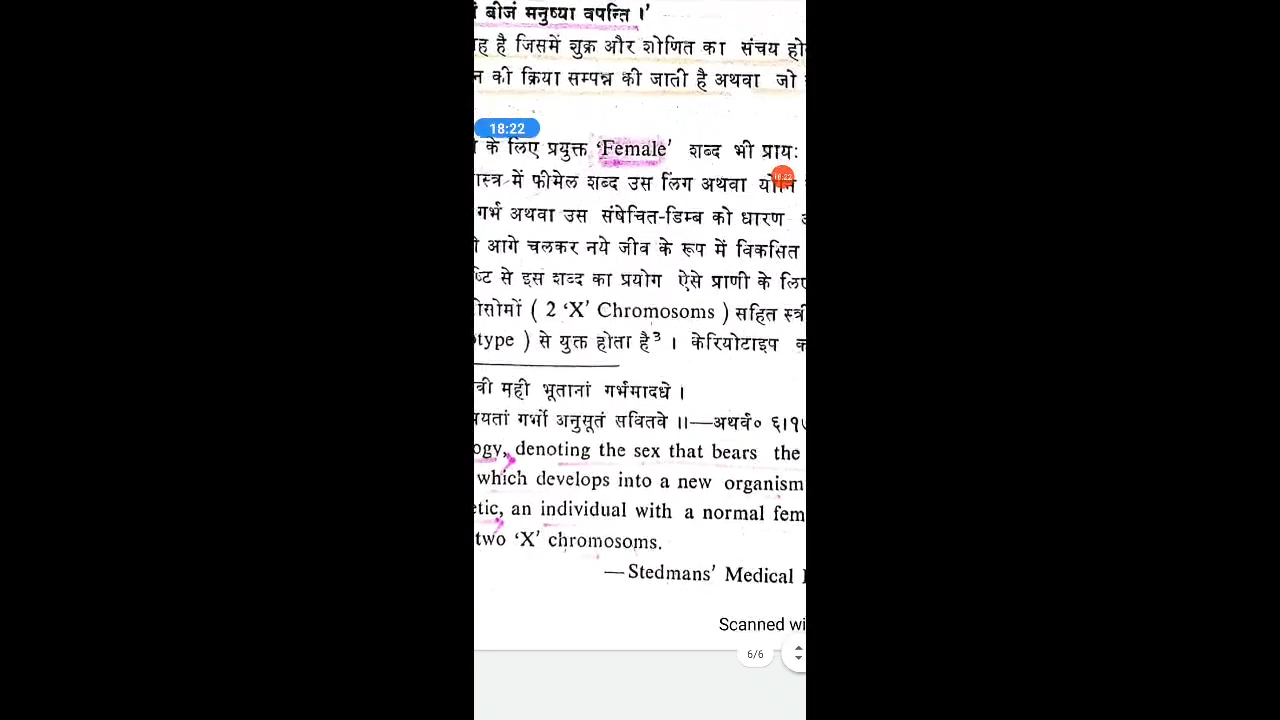 बीजं मनुष्या वपन्ति ।’
है जिसमें शुक्र और शोणित का संचय
की क्रिया सम्पन्न की जाती है अथवा जो
18:22
के लिए प्रयुक्त ‘Female’ शब्द भी प्रायः
में फीमेल शब्द उस लिंग अथवा योनि
18:22
गर्भ अथवा उस संषेचित-डिम्ब को धारण
आगे चलकर नये जीव के रूप में विकसित
से इस शब्द का प्रयोग ऐसे प्राणी के
( 2 ‘X’ Chromosoms ) सहित
type ) से युक्त होता है³ । केरियोटाइप
मही भूतानां गर्भमादधे ।
गर्भो अनुसूतं सवितवे ॥—अथर्व० ६।१
ogy, denoting the sex that bears the
which develops into a new organism
etic, an individual with a normal fem
two ‘X’ chromosoms.
—Stedmans’ Medical
Scanned wi
6/6